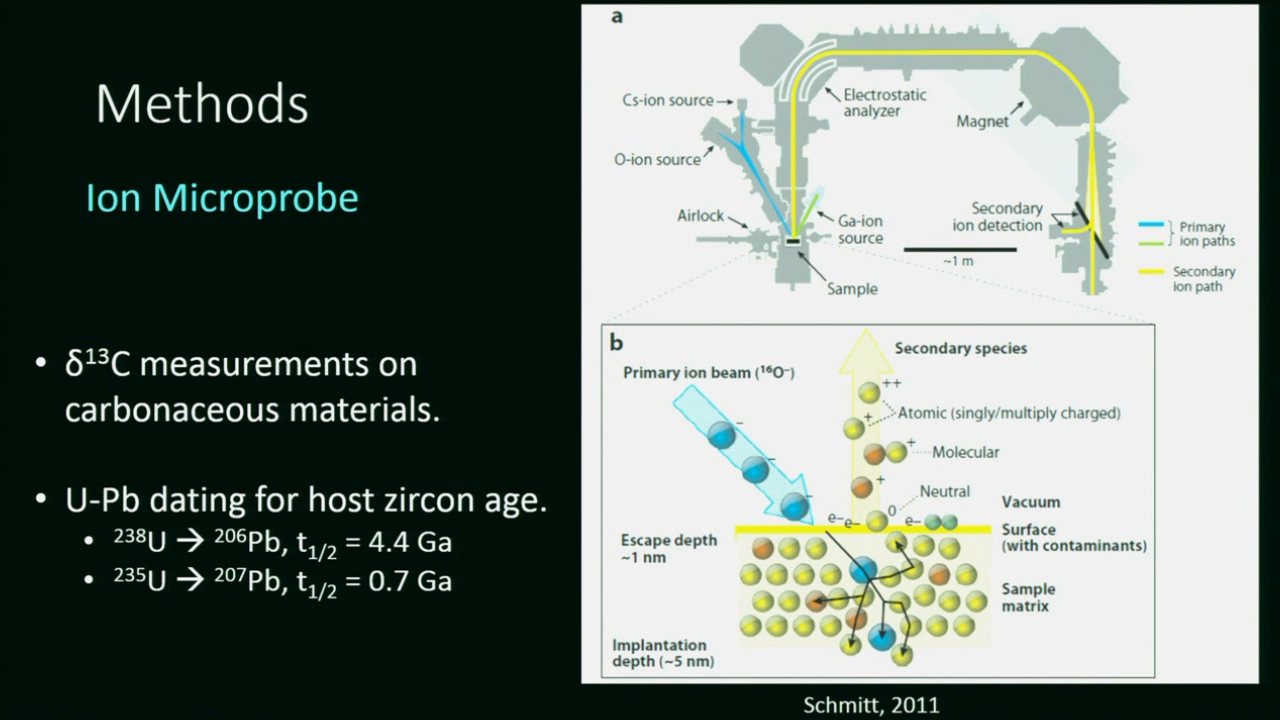 Methods
Ion Microprobe
• δ¹³C measurements on
carbonaceous materials.
• U-Pb dating for host zircon age.
• ²³⁸U → ²⁰⁶Pb, t₁/₂ = 4.4 Ga
• ²³⁵U → ²⁰⁷Pb, t₁/₂ = 0.7 Ga
a
Cs-ion source
O-ion source
Airlock
Electrostatic
analyzer
Magnet
Ga-ion
source
Sample
~1 m
Secondary
ion detection
Primary
ion paths
Secondary
ion path
b
Primary ion beam (¹⁶O⁻)
Secondary species
++
Atomic (singly/multiply charged)
+
+
Molecular
+
Neutral
0
–
–
–
e–
e–
e–
Vacuum
Surface
(with contaminants)
Escape depth
~1 nm
Sample
matrix
Implantation
depth (~5 nm)
Schmitt, 2011